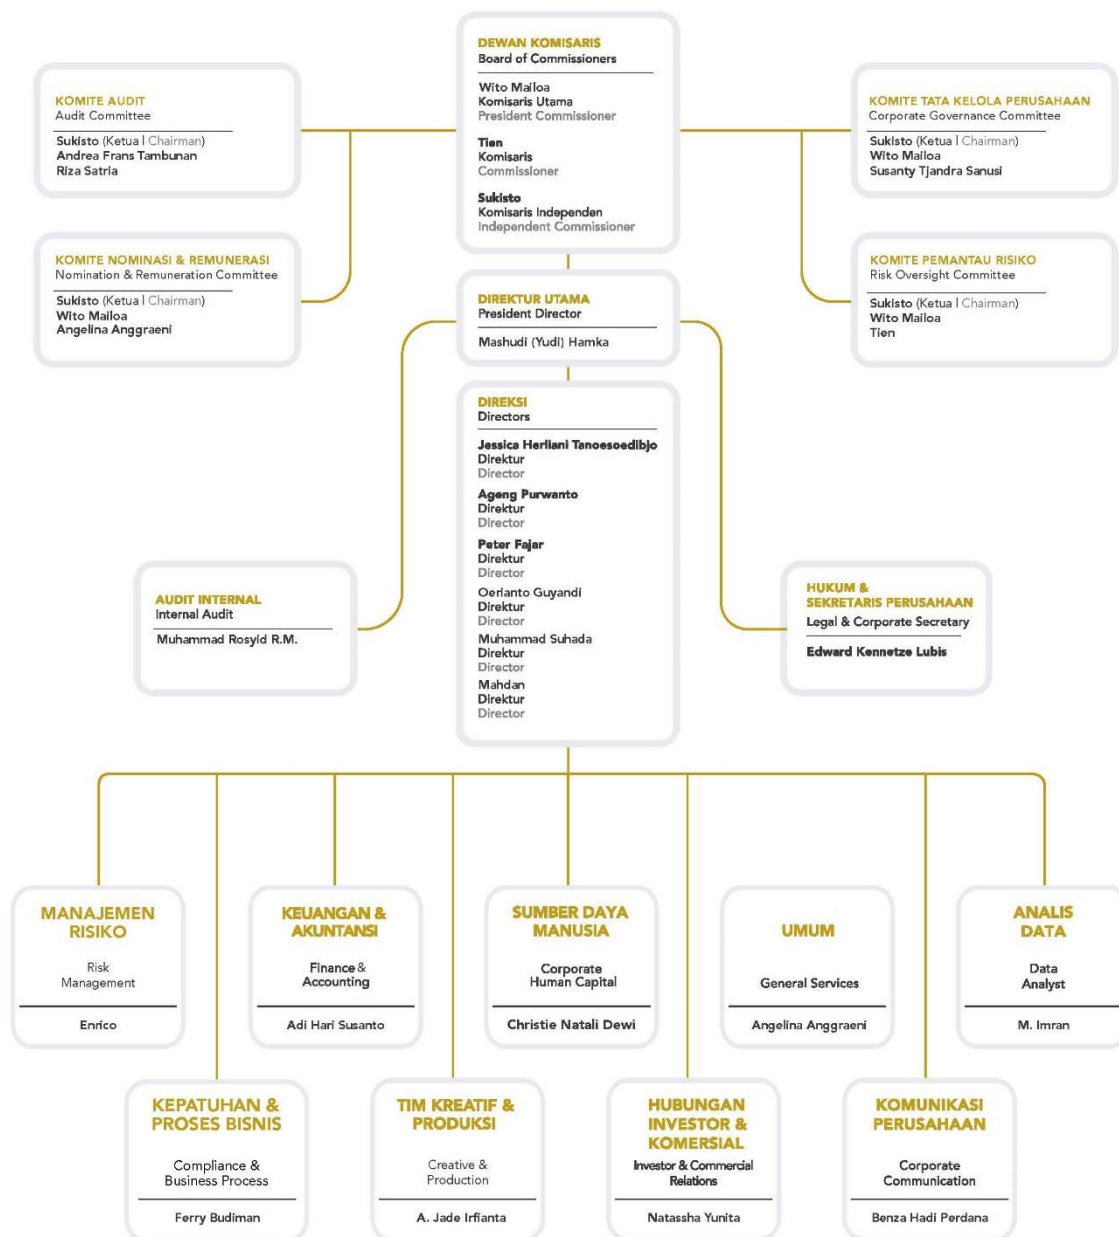 DEWAN KOMISARIS
Board of Commissioners
Wito Mailoa
Komisaris Utama
President Commissioner
Tien
Komisaris
Commissioner
Sukisto
Komisaris Independen
Independent Commissioner
KOMITE AUDIT
Audit Committee
Sukisto (Ketua | Chairman)
Andrea Frans Tambunan
Riza Satria
KOMITE TATA KELOLA PERUSAHAAN
Corporate Governance Committee
Sukisto (Ketua | Chairman)
Wito Mailoa
Susanty Tjandra Sanusi
KOMITE NOMINASI & REMUNERASI
Nomination & Remuneration Committee
Sukisto (Ketua | Chairman)
Wito Mailoa
Angelina Anggraeni
KOMITE PEMANTAU RISIKO
Risk Oversight Committee
Sukisto (Ketua | Chairman)
Wito Mailoa
Tien
DIREKTUR UTAMA
President Director
Mashudi (Yudi) Hamka
DIREKSI
Directors
Jessica Herliani Tanoesoedibjo
Direktur
Director
Ageng Purwanto
Direktur
Director
Peter Fajar
Direktur
Director
Oerianto Guyandi
Direktur
Director
Muhammad Suhada
Direktur
Director
Mahdan
Direktur
Director
AUDIT INTERNAL
Internal Audit
Muhammad Rosyid R.M.
HUKUM &
SEKRETARIS PERUSAHAAN
Legal & Corporate Secretary
Edward Kennetze Lubis
MANAJEMEN
RISIKO
Risk
Management
Enrico
KEUANGAN &
AKUNTANSI
Finance &
Accounting
Adi Hari Susanto
SUMBER DAYA
MANUSIA
Corporate
Human Capital
Christie Natali Dewi
UMUM
General Services
Angelina Anggraeni
ANALIS
DATA
Data
Analyst
M. Imran
KEPATUHAN &
PROSES BISNIS
Compliance &
Business Process
Ferry Budiman
TIM KREATIF &
PRODUKSI
Creative &
Production
A. Jade Irfianta
HUBUNGAN
INVESTOR &
KOMERSIAL
Investor & Commercial
Relations
Natassha Yunita
KOMUNIKASI
PERUSAHAAN
Corporate
Communication
Benza Hadi Perdana